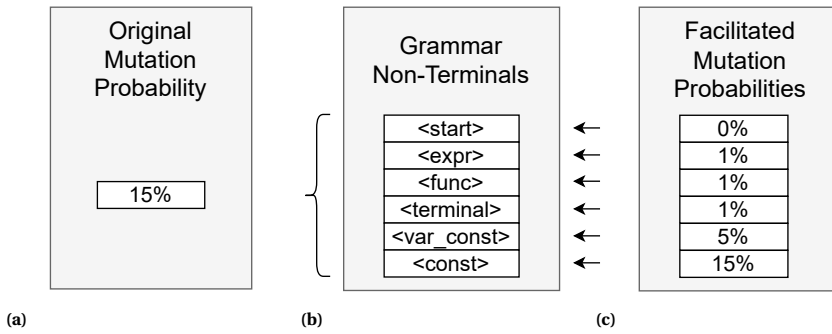 Original
Mutation
Probability
15%
(a)
Grammar
Non-Terminals
<start>
<expr>
<func>
<terminal>
<var_const>
<const>
(b)
Facilitated
Mutation
Probabilities
0%
1%
1%
1%
5%
15%
(c)